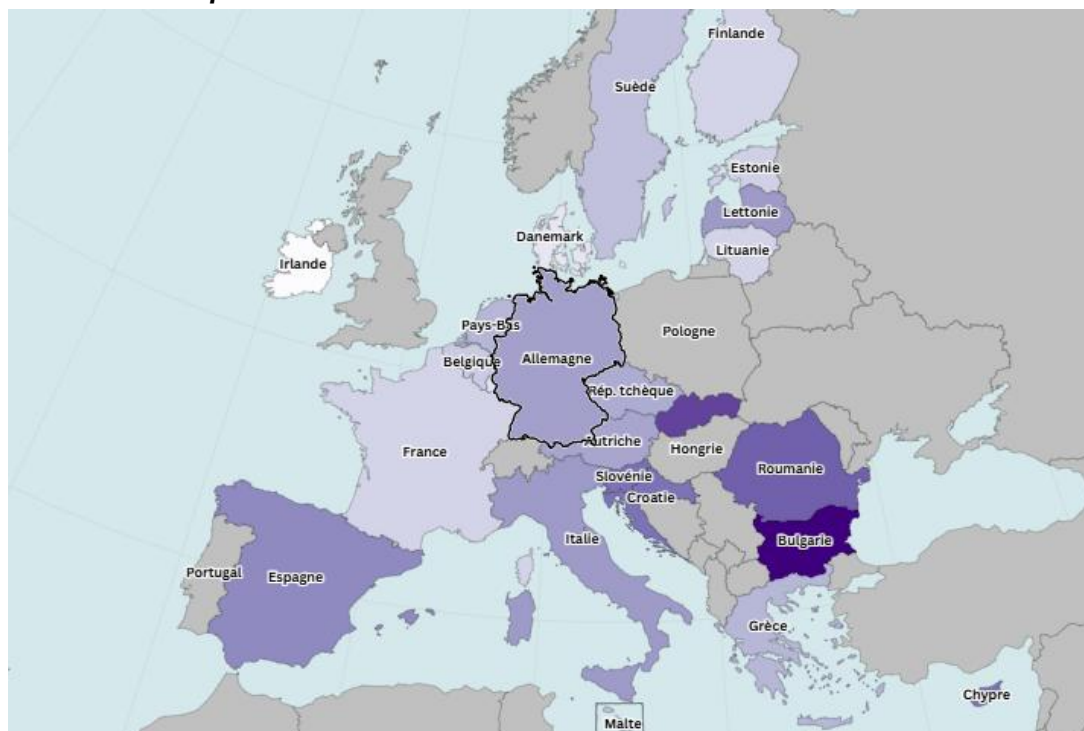 Finlande
Suède
Estonie
Lettonie
Danemark
Lituanie
Irlande
Pays-Bas
Pologne
Belgique
Allemagne
Rép. tchèque
Autriche
France
Hongrie
Roumanie
Slovénie
Croatie
Italie
Bulgarie
Portugal
Espagne
Grèce
Chypre
Malte